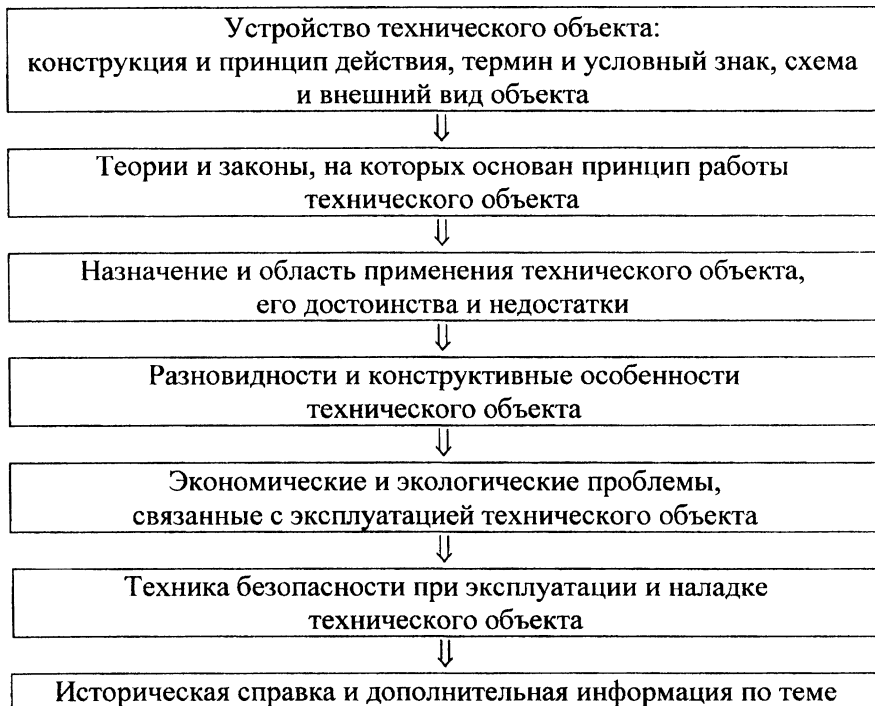 Устройство технического объекта:
конструкция и принцип действия, термин и условный знак, схема
и внешний вид объекта
⇓
Теории и законы, на которых основан принцип работы
технического объекта
⇓
Назначение и область применения технического объекта,
его достоинства и недостатки
⇓
Разновидности и конструктивные особенности
технического объекта
⇓
Экономические и экологические проблемы,
связанные с эксплуатацией технического объекта
⇓
Техника безопасности при эксплуатации и наладке
технического объекта
⇓
Историческая справка и дополнительная информация по теме